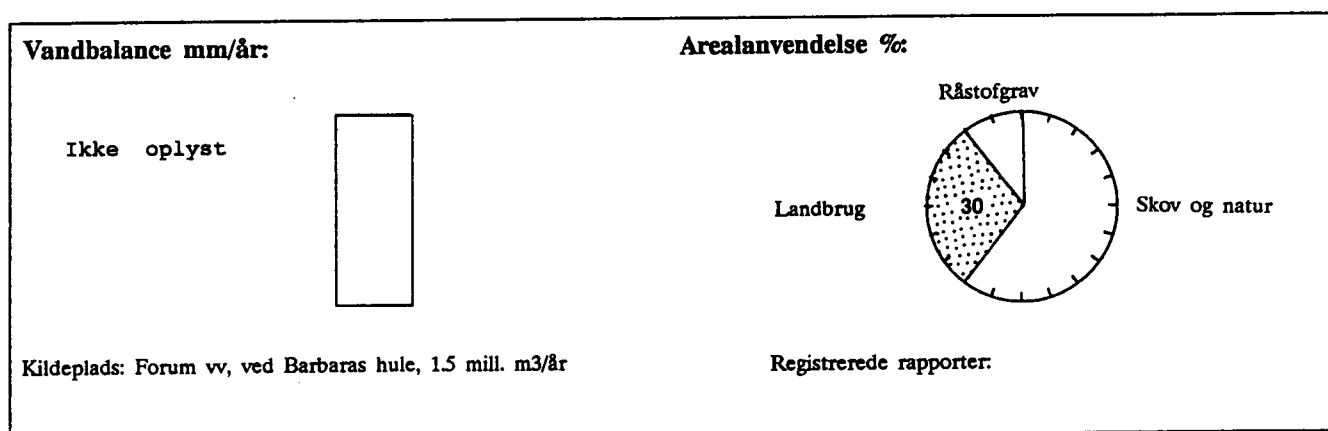 Vandbalance mm/år:
Arealanvendelse %:
Råstofgrav
Ikke oplyst
Landbrug
30
Skov og natur
Kildeplads: Forum vv, ved Barbaras hule, 1.5 mill. m3/år
Registrerede rapporter: